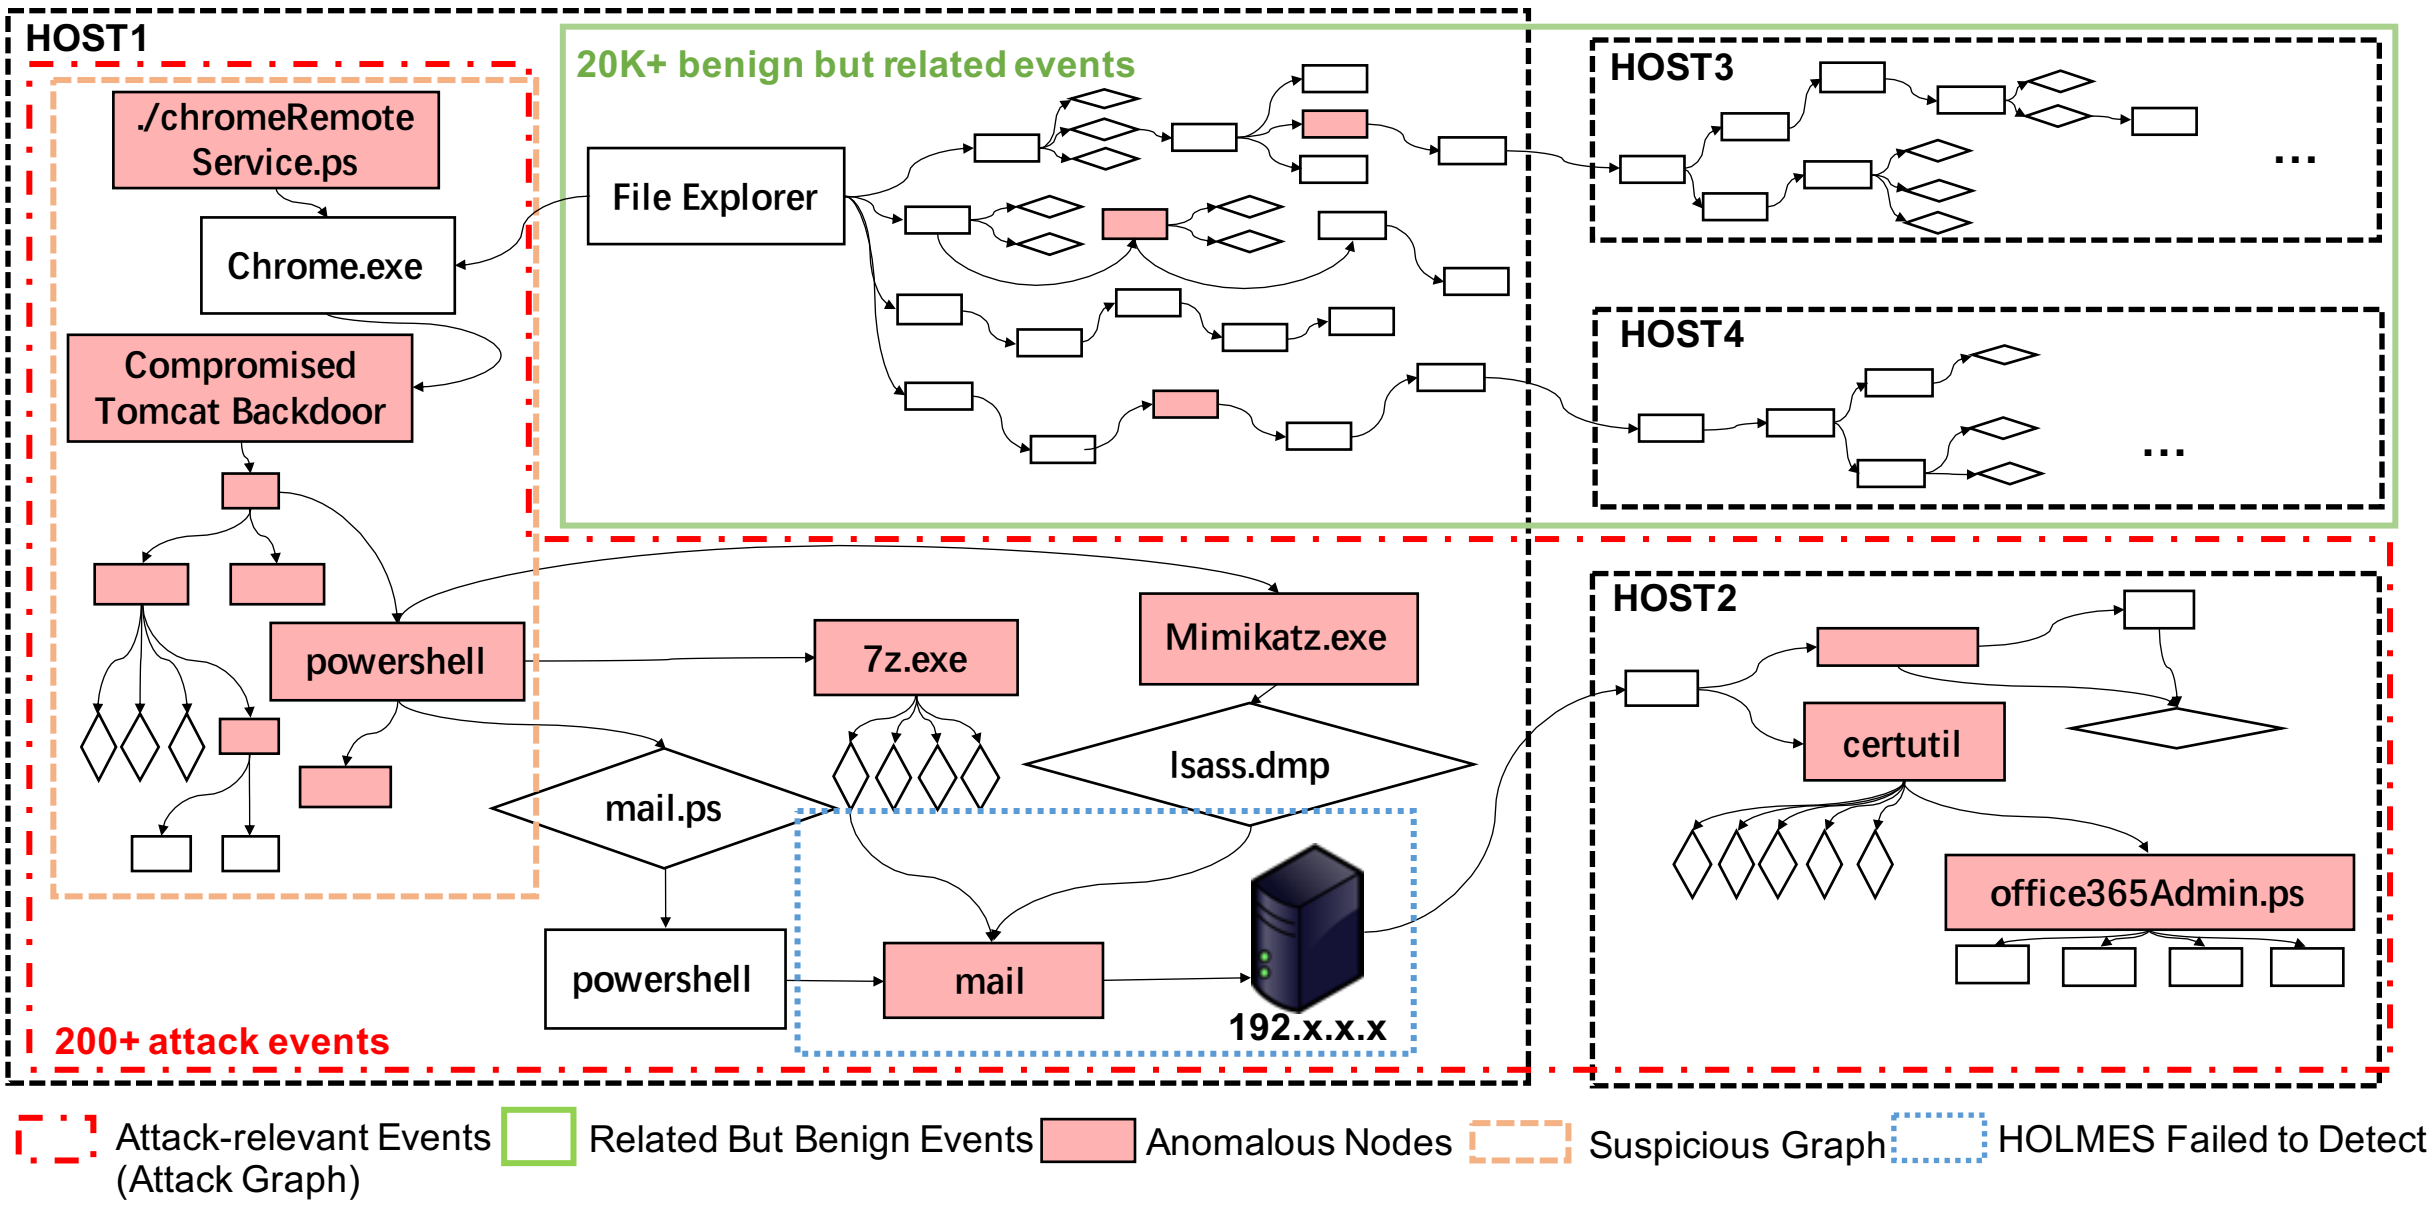 HOST1
20K+ benign but related events
HOST3
./chromeRemote
Service.ps
File Explorer
Chrome.exe
HOST4
Compromised
Tomcat Backdoor
...
...
HOST2
powershell
7z.exe
Mimikatz.exe
certutil
mail.ps
lsass.dmp
office365Admin.ps
powershell
mail
192.x.x.x
200+ attack events
Attack-relevant Events
(Attack Graph)
Related But Benign Events
Anomalous Nodes
Suspicious Graph
HOLMES Failed to Detect